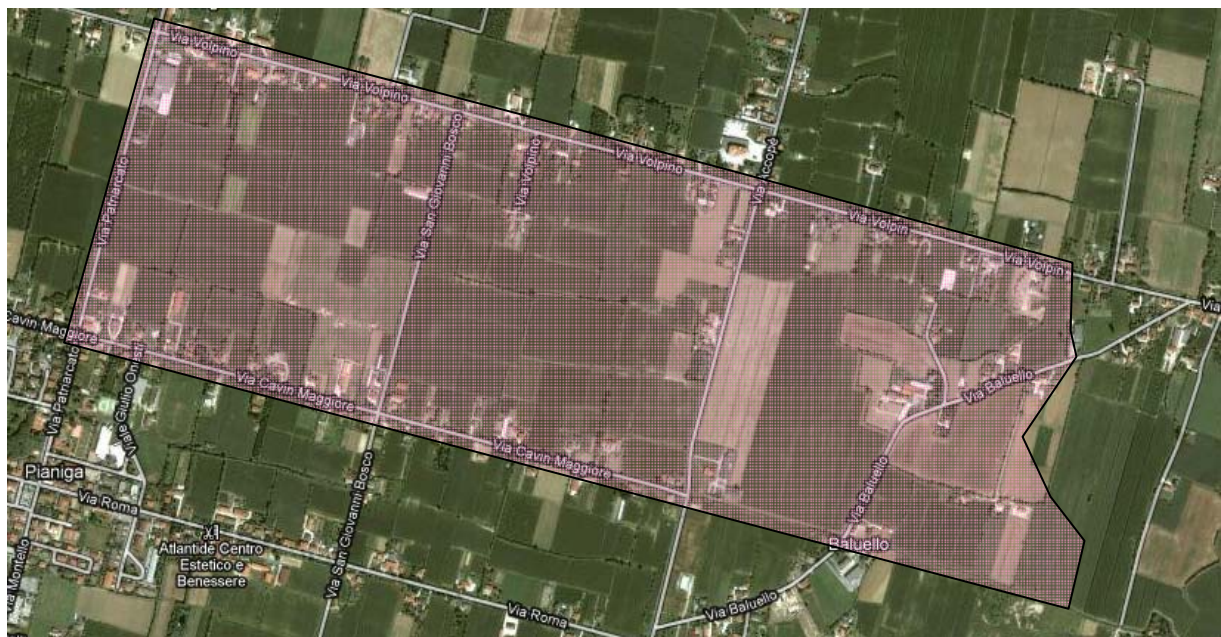 Via Volpino
Via Volpino
Via Volpino
Via Volpino
Via Accopé
Via San Giovanni Bosco
Via Patriarcato
Via Volpin
Via Volpin
Via
Cavin Maggiore
Via Patriarcato
Viale Giulio Onesti
Via Cavin Maggiore
Via Cavin Maggiore
Via Baluello
Via Baluello
Baluello
Pianiga
Via Roma
Via San Giovanni Bosco
Atlantide Centro
Estetico e
Benessere
Via Montello
Via Roma
Via Baluello